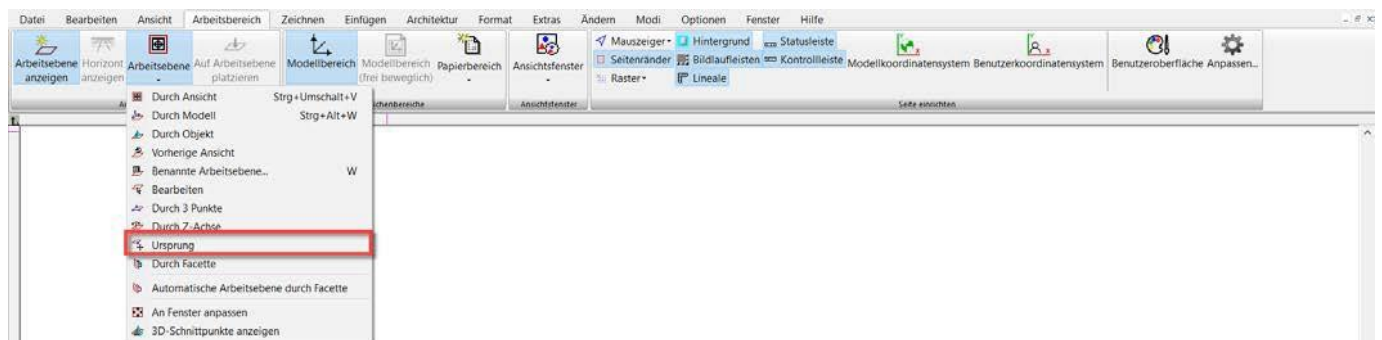 Datei Bearbeiten Ansicht Arbeitsbereich Zeichnen Einfügen Architektur Format Extras Ändern Modi Optionen Fenster Hilfe
Arbeitsebene anzeigen
Horizont anzeigen
Arbeitsebene
Auf Arbeitsebene platzieren
Modellbereich
Modellbereich (frei beweglich)
Papierbereich
Ansichtsfenster
Mauszeiger
Hintergrund
Statusleiste
Seitenränder
Bildlaufleisten
Kontrollleiste
Raster
Lineale
Modellkoordinatensystem
Benutzerkoordinatensystem
Benutzeroberfläche
Anpassen...
Ansichtsfenster
Seite einrichten
Durch Ansicht Strg+Umschalt+V
Durch Modell Strg+Alt+W
Durch Objekt
Vorherige Ansicht
Benannte Arbeitsebene... W
Bearbeiten
Durch 3 Punkte
Durch Z-Achse
Ursprung
Durch Facette
Automatische Arbeitsebene durch Facette
An Fenster anpassen
3D-Schnittpunkte anzeigen